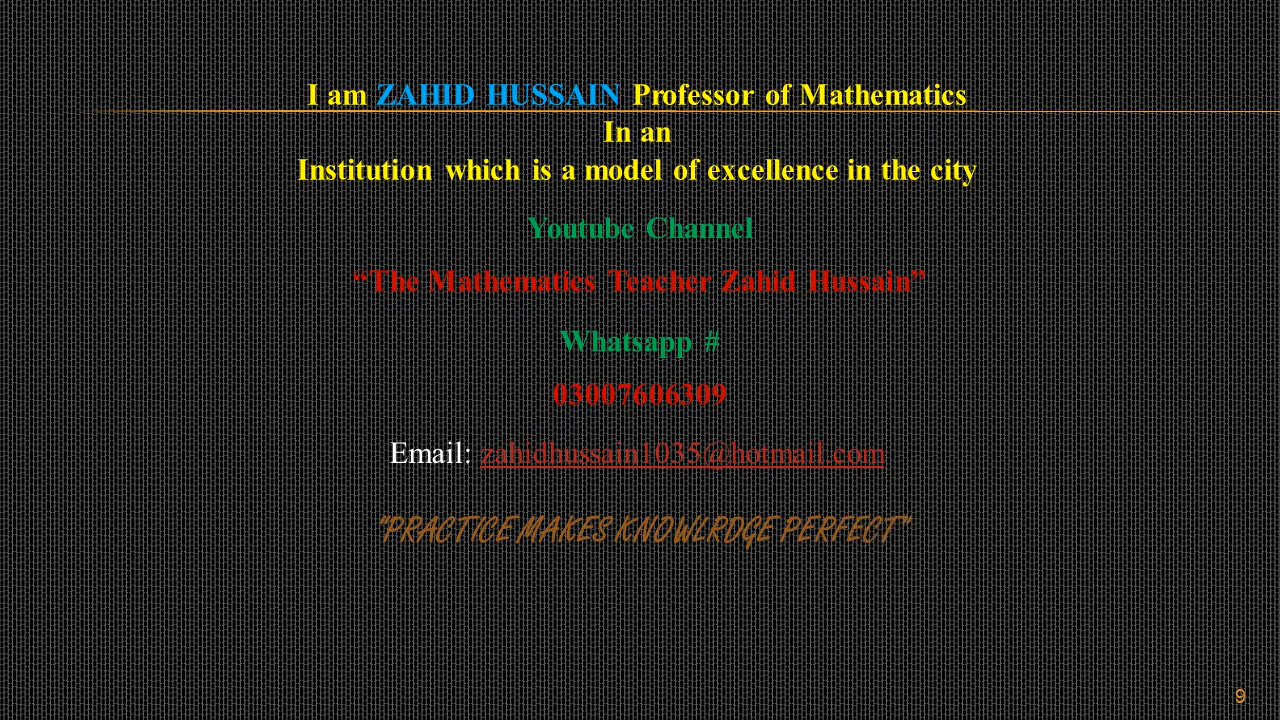 I am ZAHID HUSSAIN Professor of Mathematics
In an
Institution which is a model of excellence in the city
Youtube Channel
“The Mathematics Teacher Zahid Hussain”
Whatsapp #
03007606309
Email: zahidhussain1035@hotmail.com
“PRACTICE MAKES KNOWLRDGE PERFECT”
9